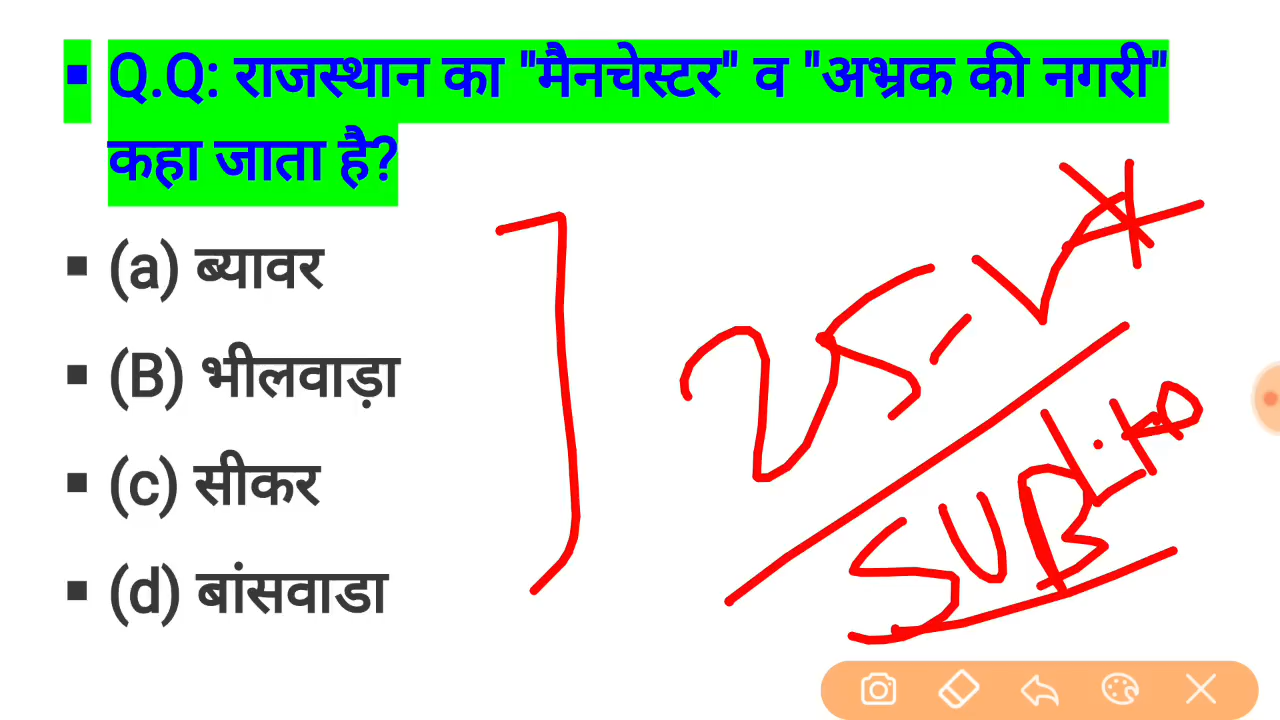 Q.Q: राजस्थान का "मैनचेस्टर" व "अभ्रक की नगरी"
कहा जाता है?
(a) ब्यावर
(B) भीलवाड़ा
(c) सीकर
(d) बांसवाडा
25-
SUB